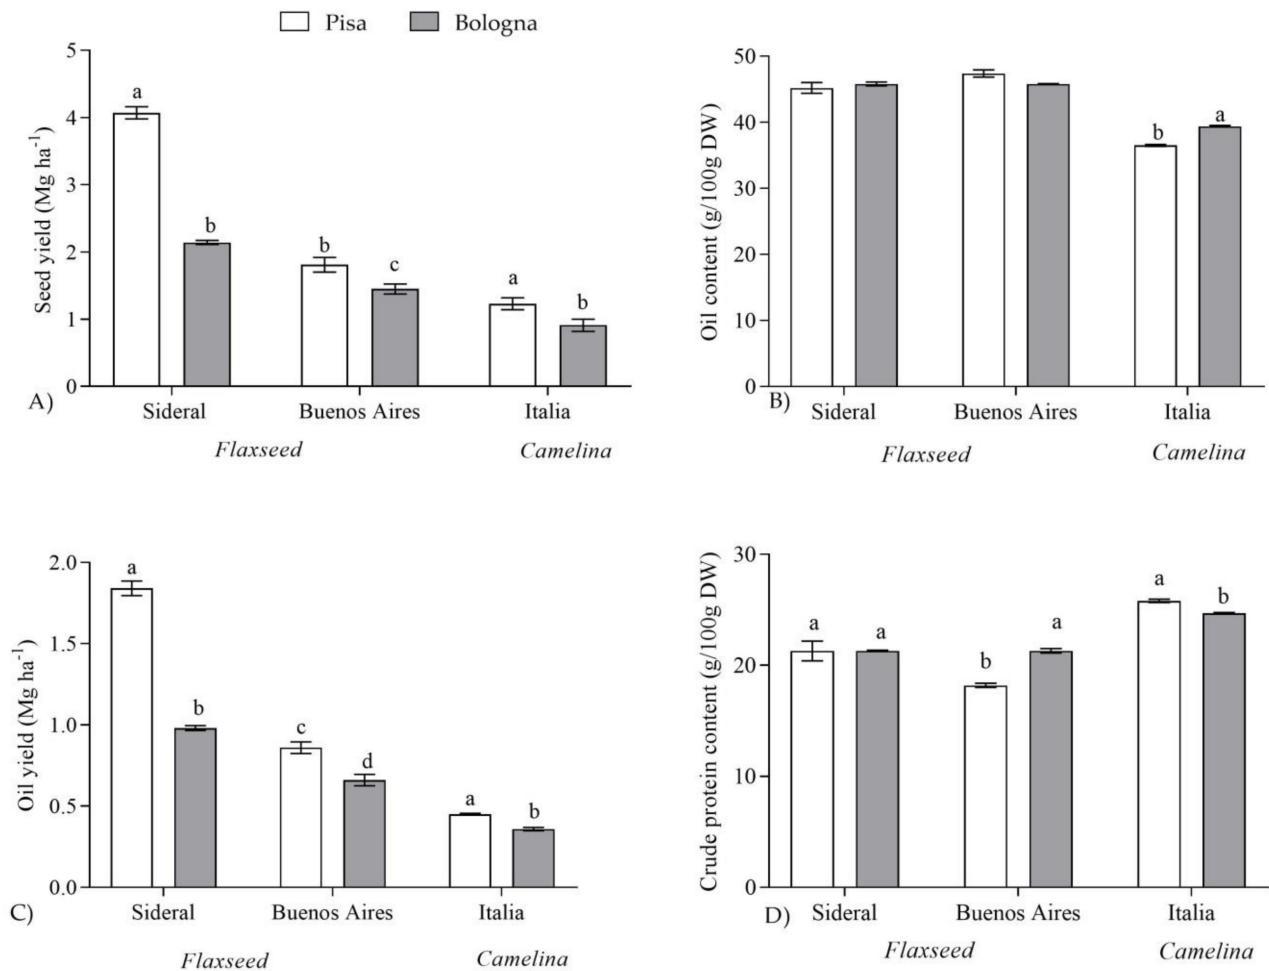 Pisa Bologna
Seed yield (Mg ha⁻¹)
5
4
3
2
1
0
a
b
b
c
a
b
A)
Sideral Buenos Aires Italia
Flaxseed Camelina
Oil content (g/100g DW)
50
40
30
20
10
0
b
a
B)
Sideral Buenos Aires Italia
Flaxseed Camelina
Oil yield (Mg ha⁻¹)
2.0
1.5
1.0
0.5
0.0
a
b
c
d
a
b
C)
Sideral Buenos Aires Italia
Flaxseed Camelina
Crude protein content (g/100g DW)
30
20
10
0
a
a
b
a
a
b
D)
Sideral Buenos Aires Italia
Flaxseed Camelina